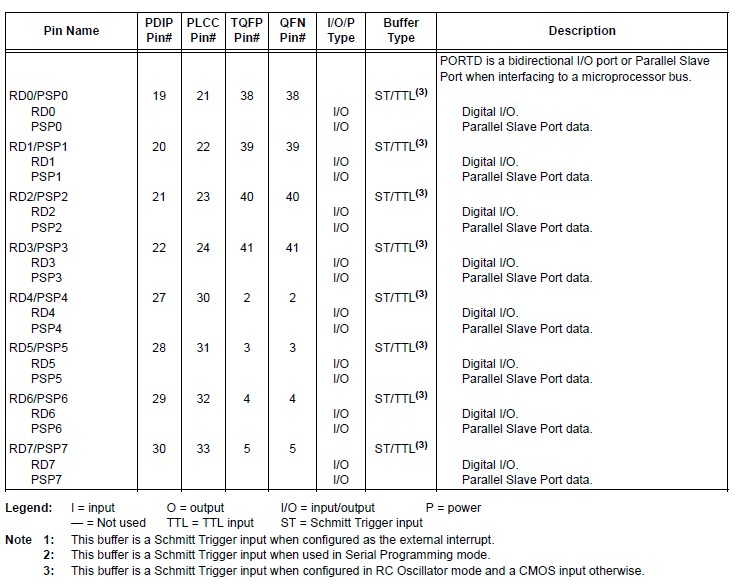 Pin Name PDIP Pin# PLCC Pin# TQFP Pin# QFN Pin# I/O/P Type Buffer Type Description
PORTD is a bidirectional I/O port or Parallel Slave
Port when interfacing to a microprocessor bus.
RD0/PSP0 19 21 38 38 ST/TTL(3)
RD0 I/O Digital I/O.
PSP0 I/O Parallel Slave Port data.
RD1/PSP1 20 22 39 39 ST/TTL(3)
RD1 I/O Digital I/O.
PSP1 I/O Parallel Slave Port data.
RD2/PSP2 21 23 40 40 ST/TTL(3)
RD2 I/O Digital I/O.
PSP2 I/O Parallel Slave Port data.
RD3/PSP3 22 24 41 41 ST/TTL(3)
RD3 I/O Digital I/O.
PSP3 I/O Parallel Slave Port data.
RD4/PSP4 27 30 2 2 ST/TTL(3)
RD4 I/O Digital I/O.
PSP4 I/O Parallel Slave Port data.
RD5/PSP5 28 31 3 3 ST/TTL(3)
RD5 I/O Digital I/O.
PSP5 I/O Parallel Slave Port data.
RD6/PSP6 29 32 4 4 ST/TTL(3)
RD6 I/O Digital I/O.
PSP6 I/O Parallel Slave Port data.
RD7/PSP7 30 33 5 5 ST/TTL(3)
RD7 I/O Digital I/O.
PSP7 I/O Parallel Slave Port data.
Legend: I = input O = output I/O = input/output P = power
— = Not used TTL = TTL input ST = Schmitt Trigger input
Note 1: This buffer is a Schmitt Trigger input when configured as the external interrupt.
2: This buffer is a Schmitt Trigger input when used in Serial Programming mode.
3: This buffer is a Schmitt Trigger input when configured in RC Oscillator mode and a CMOS input otherwise.